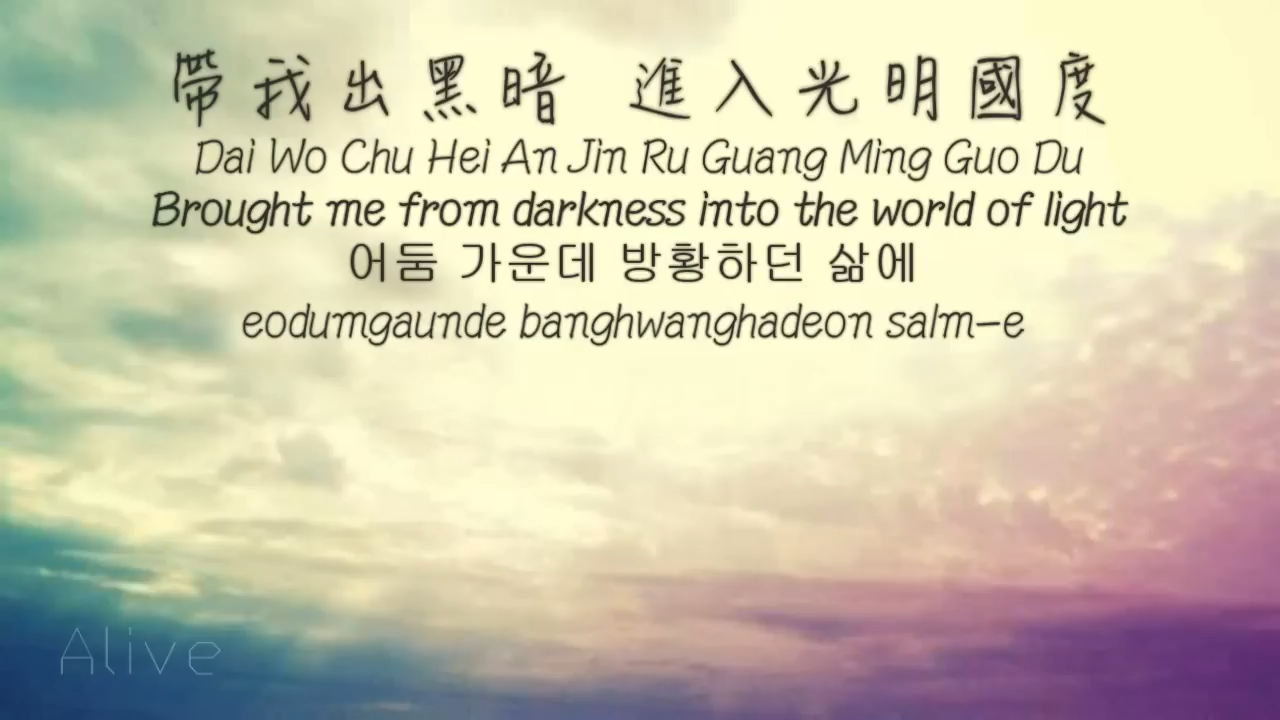 帶我出黑暗 進入光明國度
Dai Wo Chu Hei An Jin Ru Guang Ming Guo Du
Brought me from darkness into the world of light
어둠 가운데 방황하던 삶에
eodumgaunde banghwanghadeon salm-e
Alive